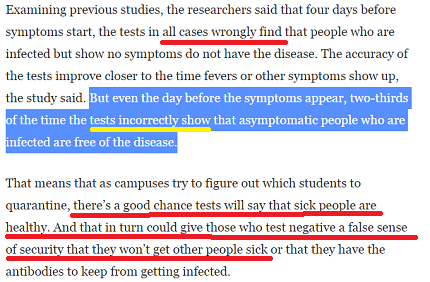 Examining previous studies, the researchers said that four days before
symptoms start, the tests in all cases wrongly find that people who are
infected but show no symptoms do not have the disease. The accuracy of
the tests improve closer to the time fevers or other symptoms show up,
the study said. But even the day before the symptoms appear, two-thirds
of the time the tests incorrectly show that asymptomatic people who are
infected are free of the disease.
That means that as campuses try to figure out which students to
quarantine, there's a good chance tests will say that sick people are
healthy. And that in turn could give those who test negative a false sense
of security that they won't get other people sick or that they have the
antibodies to keep from getting infected.